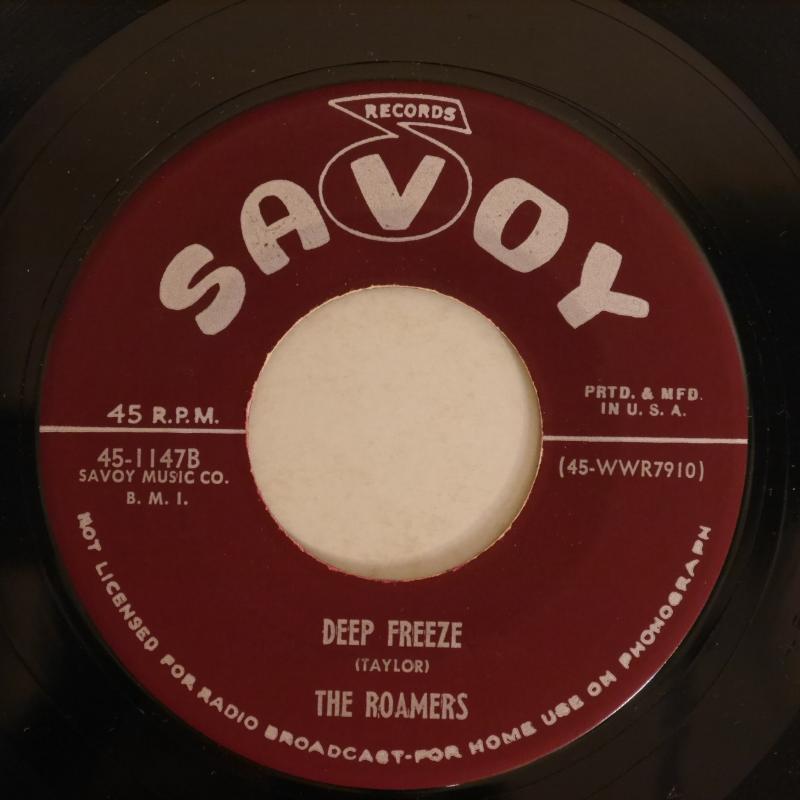 RECORDS
SAVOY
45 R.P.M.
PRTD. & MFD.
IN U. S. A.
45-1147B
SAVOY MUSIC CO.
B. M. I.
(45-WWR7910)
DEEP FREEZE
(TAYLOR)
THE ROAMERS
NOT LICENSED FOR RADIO BROADCAST-FOR HOME USE ON PHONOGRAPH